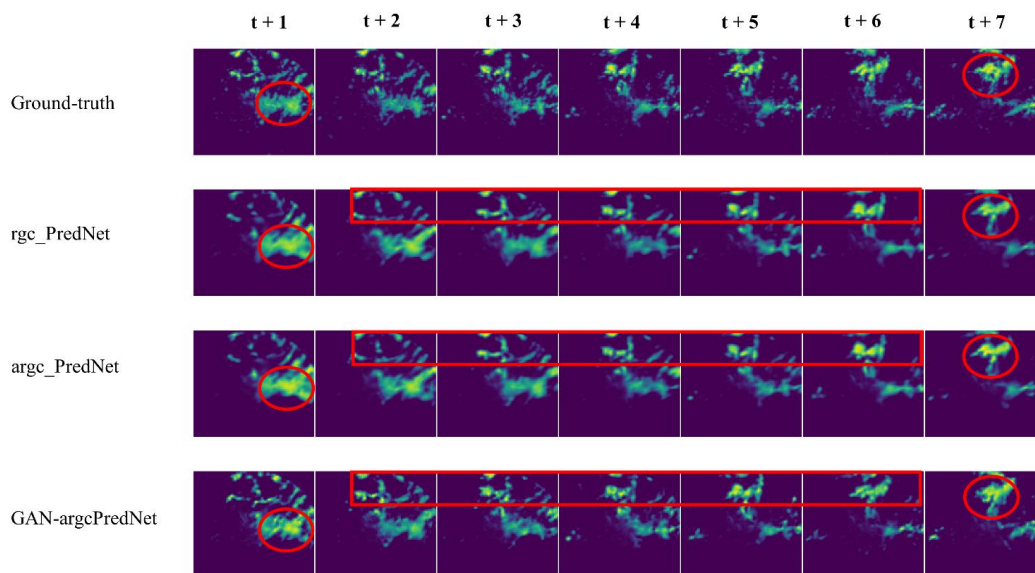 t + 1 t + 2 t + 3 t + 4 t + 5 t + 6 t + 7
Ground-truth
rgc_PredNet
argc_PredNet
GAN-argcPredNet